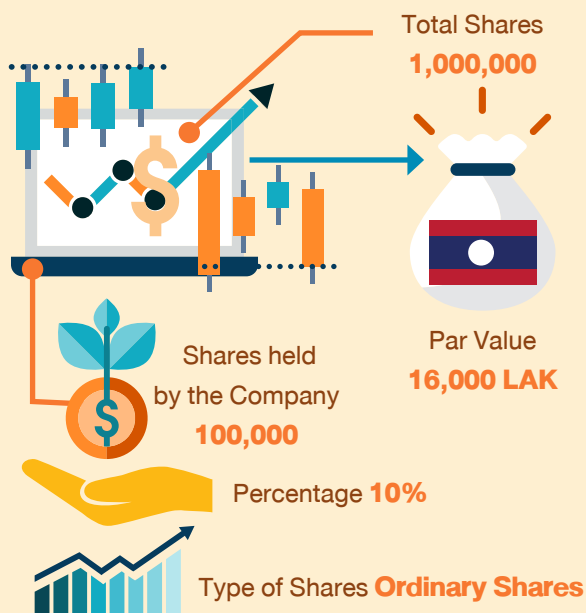 Total Shares
1,000,000
Par Value
16,000 LAK
Shares held
by the Company
100,000
Percentage 10%
Type of Shares Ordinary Shares